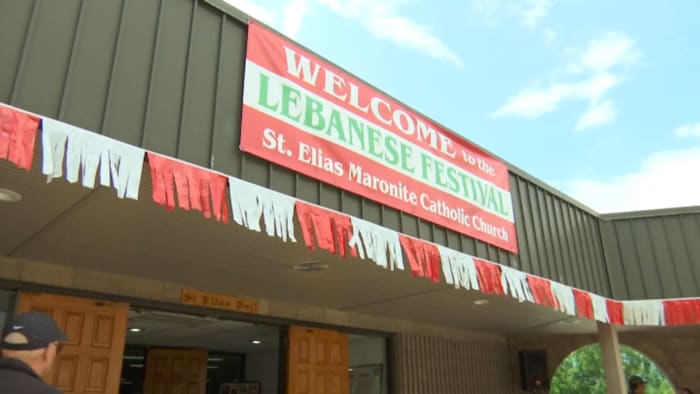 WELCOME to the
LEBANESE FESTIVAL
St. Elias Maronite Catholic Church
St Elias Hall